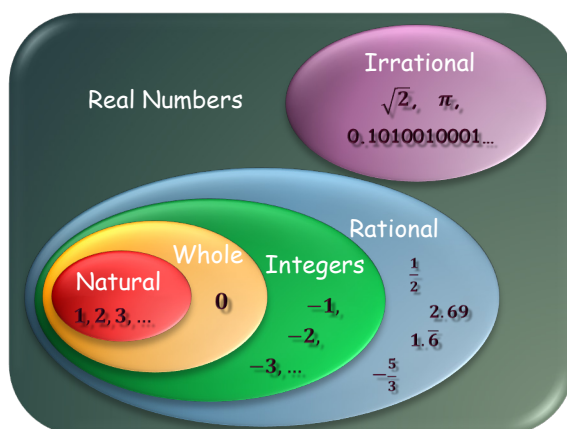 Irrational
√2, π,
0.1010010001...
Real Numbers
Rational
1/2
2.69
1.6̅
−5/3
Integers
−1,
−2,
−3, ...
Whole
0
Natural
1, 2, 3, ...